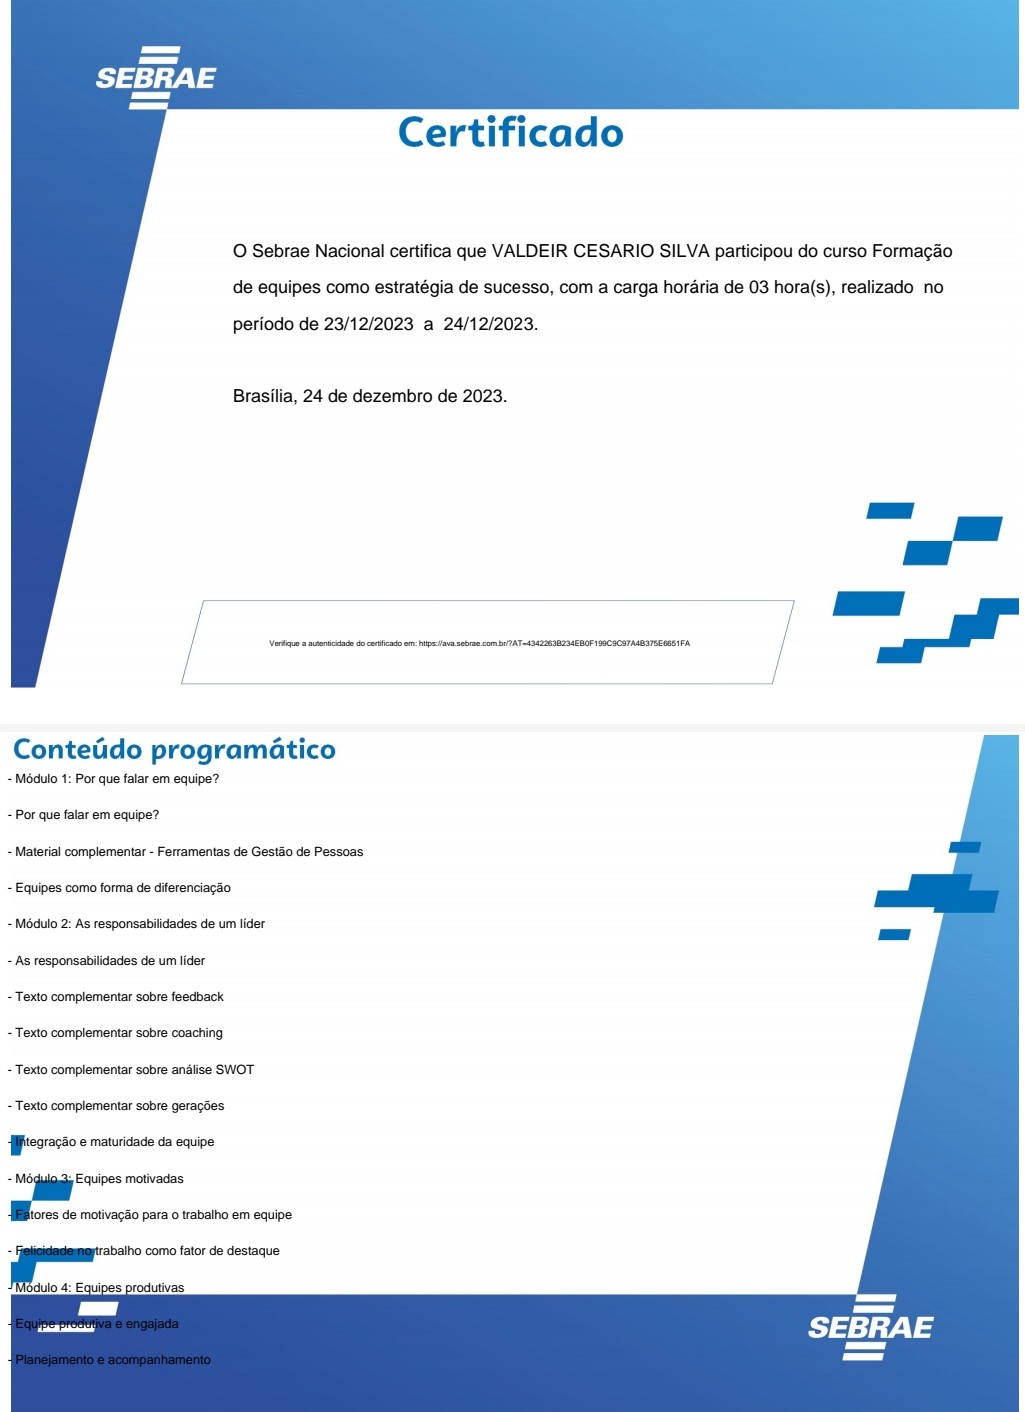 SEBRAE
Certificado
O Sebrae Nacional certifica que VALDEIR CESARIO SILVA participou do curso Formação
de equipes como estratégia de sucesso, com a carga horária de 03 hora(s), realizado no
período de 23/12/2023 a 24/12/2023.
Brasília, 24 de dezembro de 2023.
Verifique a autenticidade do certificado em: https://ava.sebrae.com.br/?AT=4342263B234EB0F199C9C97A4B375E6651FA
Conteúdo programático
- Módulo 1: Por que falar em equipe?
- Por que falar em equipe?
- Material complementar - Ferramentas de Gestão de Pessoas
- Equipes como forma de diferenciação
- Módulo 2: As responsabilidades de um líder
- As responsabilidades de um líder
- Texto complementar sobre feedback
- Texto complementar sobre coaching
- Texto complementar sobre análise SWOT
- Texto complementar sobre gerações
- Integração e maturidade da equipe
- Módulo 3: Equipes motivadas
- Fatores de motivação para o trabalho em equipe
- Felicidade no trabalho como fator de destaque
- Módulo 4: Equipes produtivas
- Equipe produtiva e engajada
- Planejamento e acompanhamento
SEBRAE